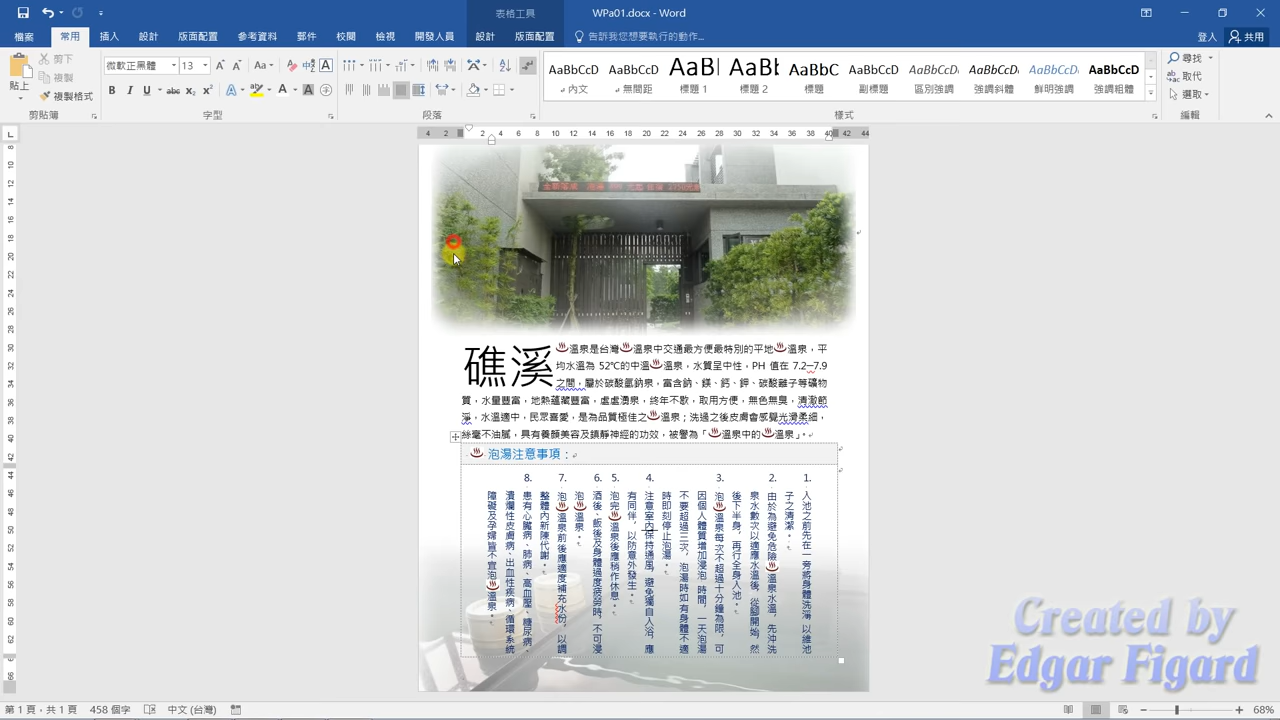 WPa01.docx - Word
表格工具
檔案 常用 插入 設計 版面配置 參考資料 郵件 校閱 檢視 開發人員 設計 版面配置 告訴我您想要執行的動作... 登入 共用
貼上 剪下
複製
複製格式
剪貼簿
微軟正黑體 13
字型
段落
AaBbCcD AaBbCcD AaB AaBb AaBbC AaBbCcD AaBbCcD AaBbCcD AaBbCcD AaBbCcD
內文 無間距 標題 1 標題 2 標題 副標題 區別強調 強調斜體 鮮明強調 強調粗體
樣式
尋找
取代
選取
編輯
礁溪
溫泉是台灣溫泉中交通最方便最特別的平地溫泉,平
均水溫為 52℃的中溫溫泉,水質呈中性,PH 值在 7.2─7.9
之間,屬於碳酸氫鈉泉,富含鈉、鎂、鈣、鉀、碳酸離子等礦物
質,水量豐富,地熱蘊藏豐富,處處湧泉,終年不歇,取用方便,無色無臭,清澈節
淨,水溫適中,民眾喜愛,是為品質極佳之溫泉;洗過之後皮膚會感覺光滑柔細,
絲毫不油膩,具有養顏美容及鎮靜神經的功效,被譽為「溫泉中的溫泉」。
泡湯注意事項:
1. 入池之前先在一旁將身體洗淨,以維池
子之清潔。
2. 由於為避免危險,溫泉水溫,先沖洗
泉水數次以適應水溫後,從腳開始,然
後下半身,再行全身入池。
3. 泡溫泉每次不超過十分鐘為限,可
因個人體質增加浸泡時間,一天泡湯
不要超過三次,泡湯時如有身體不適
時即刻停止泡湯。
4. 注意室內保持通風,避免獨自入浴,應
有同伴,以防意外發生。
5. 泡完溫泉後應稍作休息。
6. 酒後、飯後及身體過度疲勞時,不可浸
泡溫泉。
7. 泡溫泉前後應適度補充水份,以調
整體內新陳代謝。
8. 患有心臟病、肺病、高血壓、糖尿病、
潰爛性皮膚病、出血性疾病、循環系統
障礙及孕婦皆不宜泡溫泉。
Created by
Edgar Figard
第 1 頁,共 1 頁 458 個字 中文 (台灣) 68%